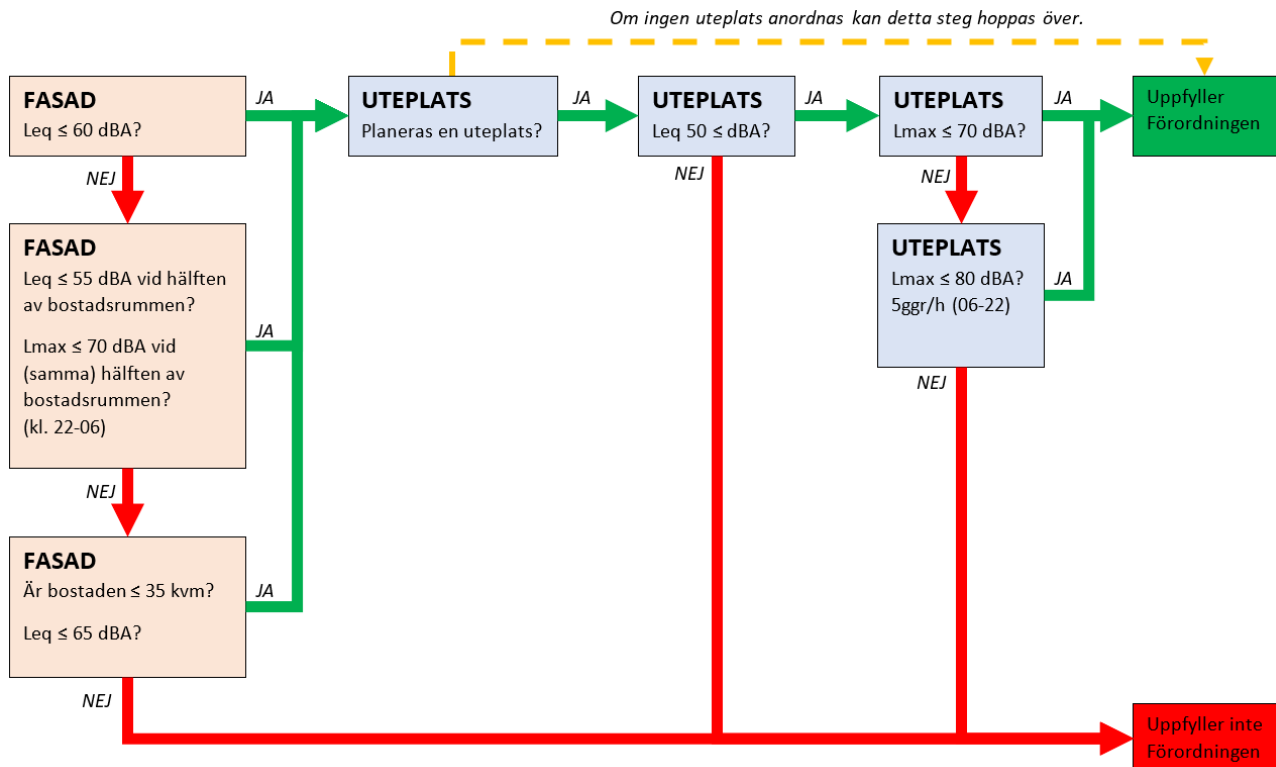 Om ingen uteplats anordnas kan detta steg hoppas över.
FASAD
Leq ≤ 60 dBA?
JA
UTEPLATS
Planeras en uteplats?
JA
UTEPLATS
Leq 50 ≤ dBA?
JA
UTEPLATS
Lmax ≤ 70 dBA?
JA
Uppfyller
Förordningen
NEJ
NEJ
NEJ
FASAD
Leq ≤ 55 dBA vid hälften
av bostadsrummen?
Lmax ≤ 70 dBA vid
(samma) hälften av
bostadsrummen?
(kl. 22-06)
JA
UTEPLATS
Lmax ≤ 80 dBA?
5ggr/h (06-22)
JA
NEJ
NEJ
FASAD
Är bostaden ≤ 35 kvm?
Leq ≤ 65 dBA?
JA
NEJ
Uppfyller inte
Förordningen